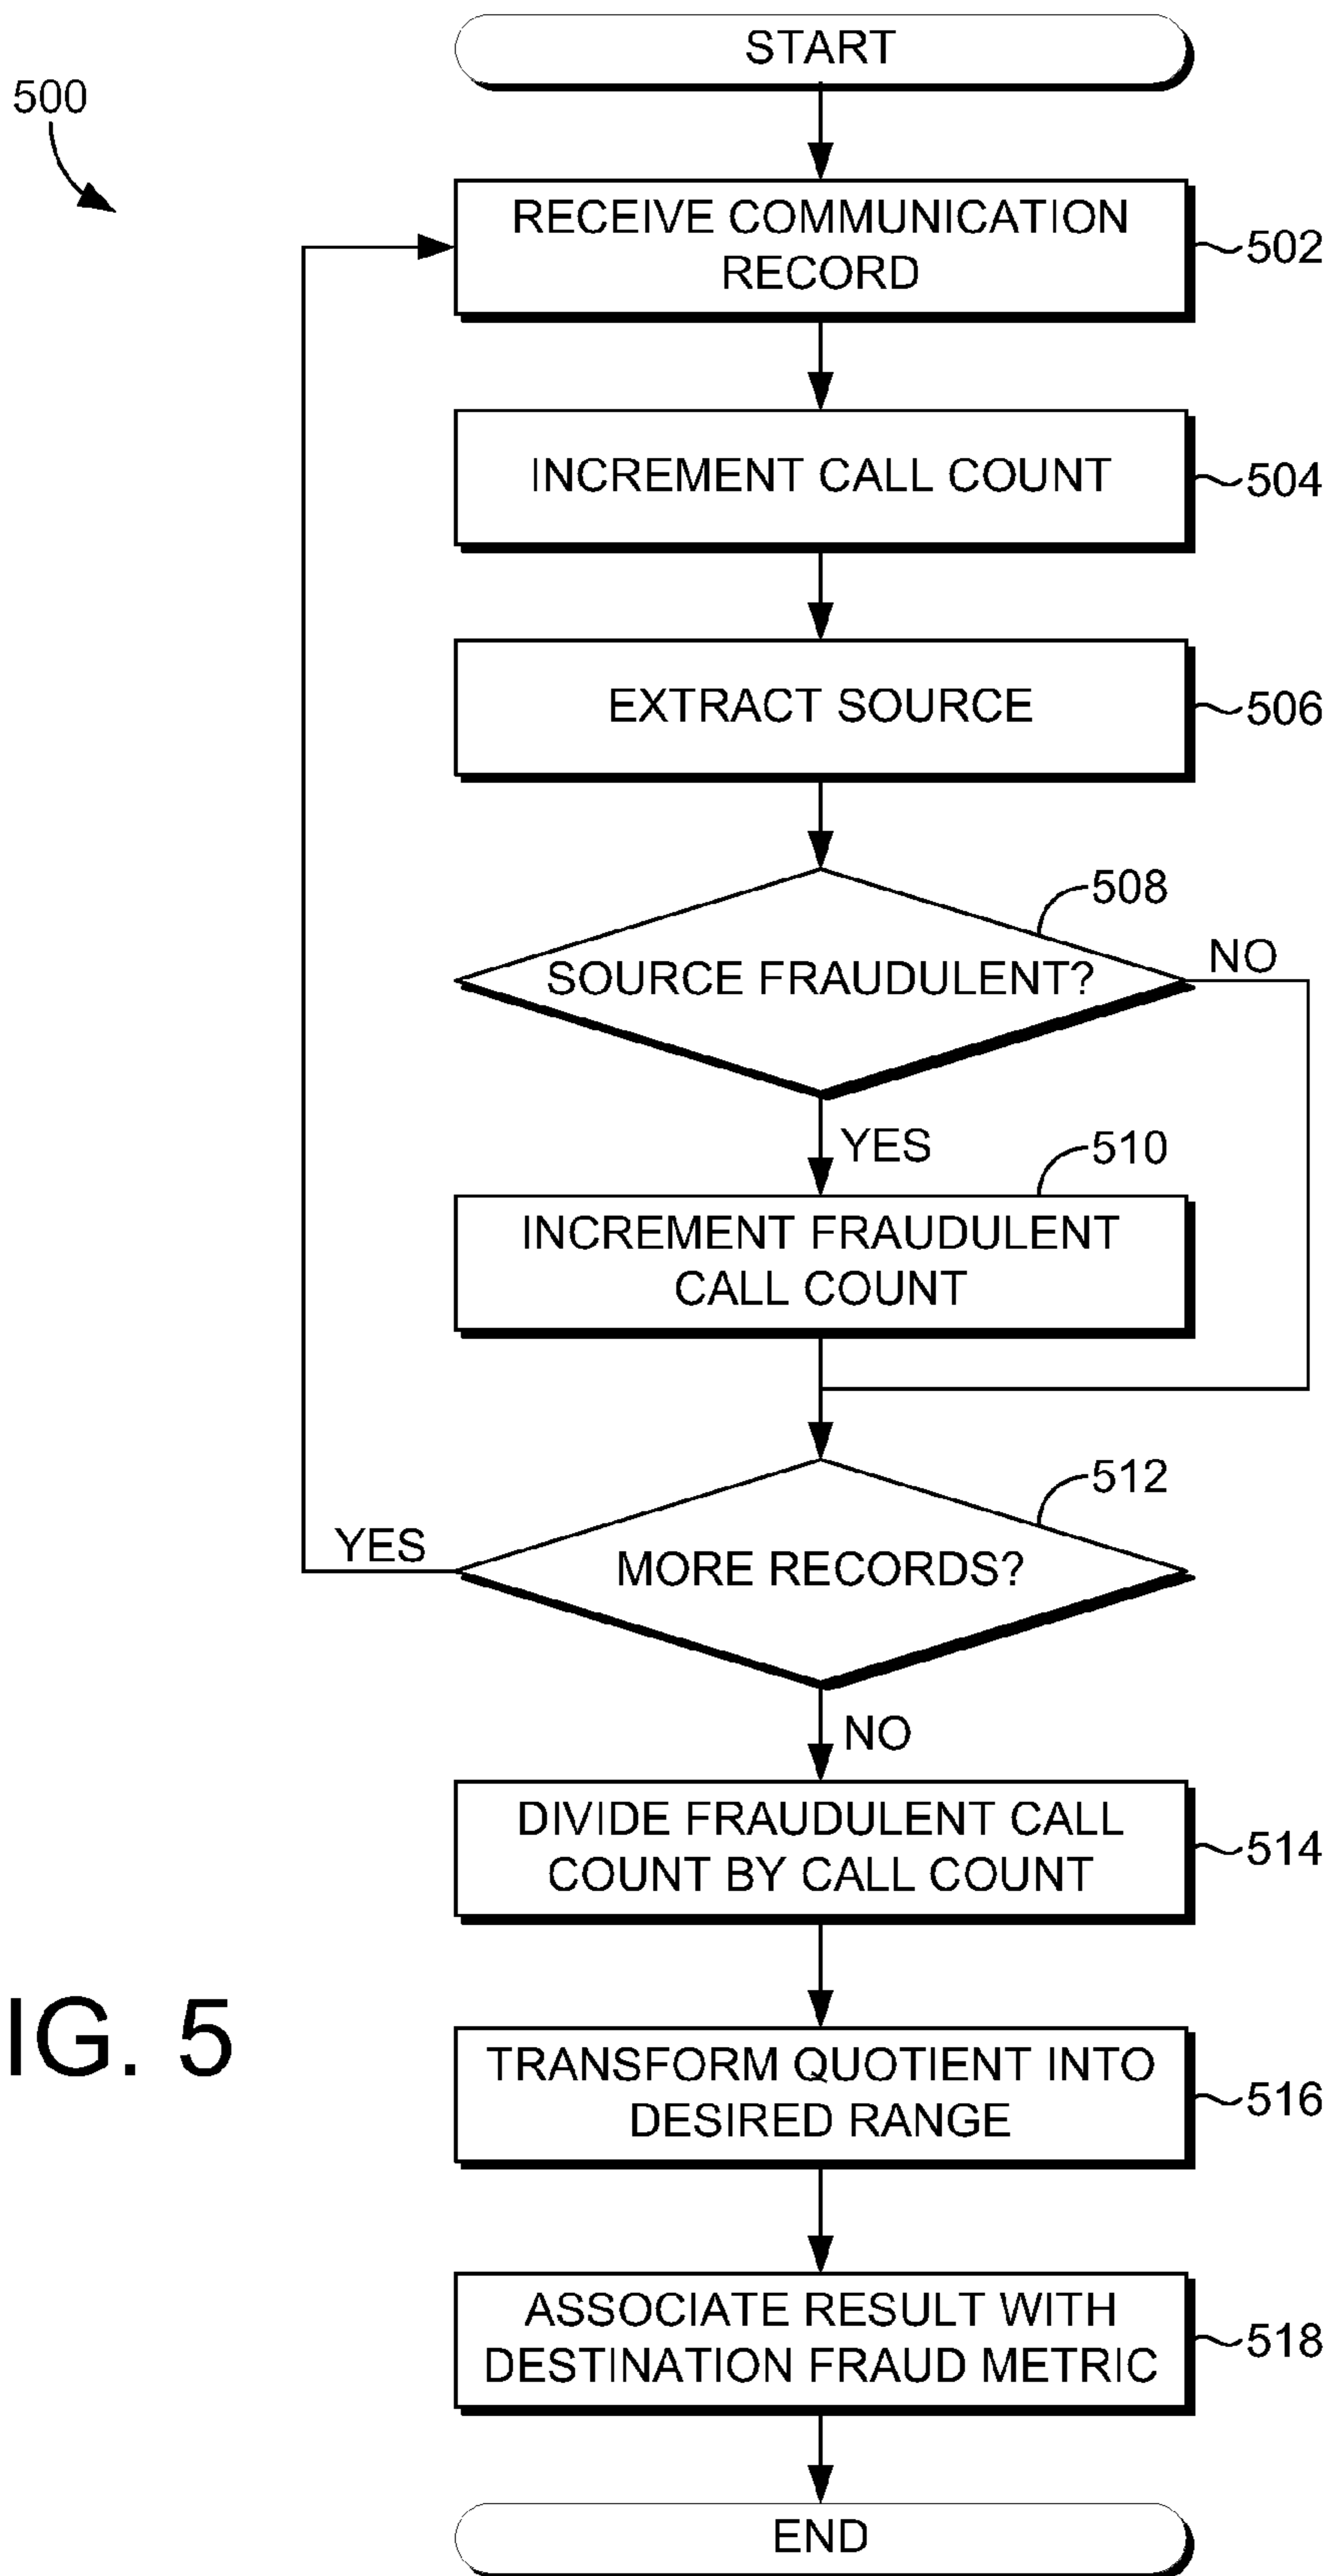 START
500
RECEIVE COMMUNICATION
RECORD
502
INCREMENT CALL COUNT
504
EXTRACT SOURCE
506
508
SOURCE FRAUDULENT?
NO
YES
510
INCREMENT FRAUDULENT
CALL COUNT
512
YES
MORE RECORDS?
NO
DIVIDE FRAUDULENT CALL
COUNT BY CALL COUNT
514
IG. 5
TRANSFORM QUOTIENT INTO
DESIRED RANGE
516
ASSOCIATE RESULT WITH
DESTINATION FRAUD METRIC
518
END